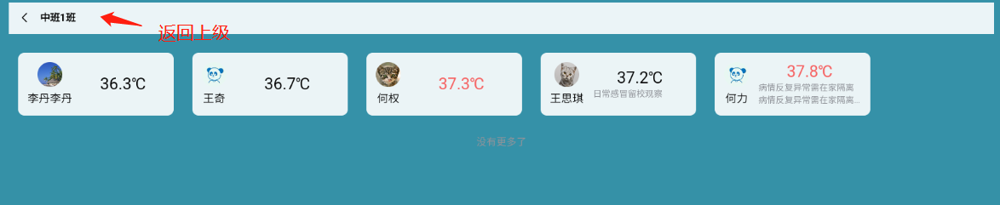 中班1班
返回上级
36.3℃
李丹李丹
36.7℃
王奇
37.3℃
何权
37.2℃
日常感冒留校观察
王思琪
37.8℃
病情反复异常需在家隔离
病情反复异常需在家隔离...
何力
没有更多了